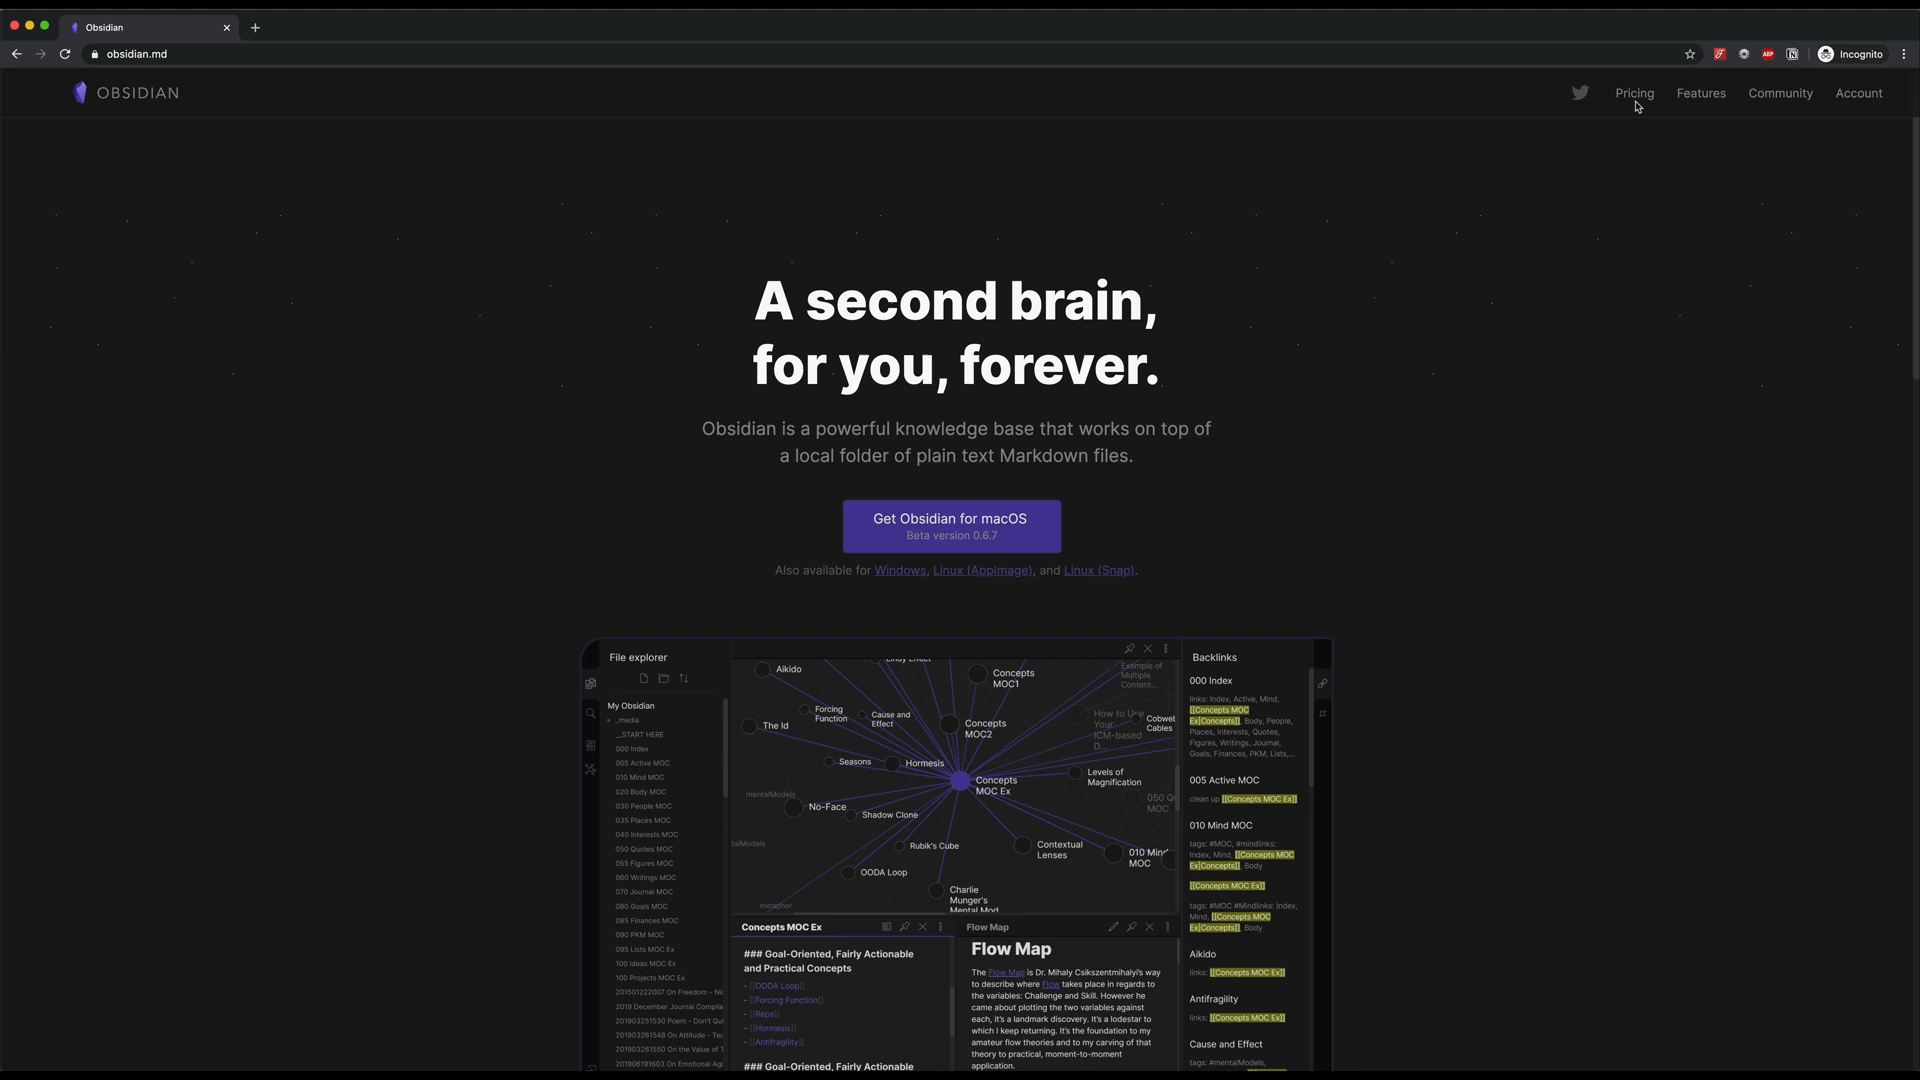 Obsidian
obsidian.md
ABP
Incognito
OBSIDIAN
Pricing
Features
Community
Account
A second brain,
for you, forever.
Obsidian is a powerful knowledge base that works on top of
a local folder of plain text Markdown files.
Get Obsidian for macOS
Beta version 0.6.7
Also available for Windows, Linux (AppImage), and Linux (Snap).
File explorer
My Obsidian
_media
__START HERE
000 Index
005 Active MOC
010 Mind MOC
020 Body MOC
030 People MOC
035 Places MOC
040 Interests MOC
050 Quotes MOC
055 Figures MOC
060 Writings MOC
070 Journal MOC
080 Goals MOC
085 Finances MOC
090 PKM MOC
095 Lists MOC Ex
100 Ideas MOC Ex
100 Projects MOC Ex
201501222007 On Freedom - Nic
2019 December Journal Complia
201903251530 Poem - Don't Qui
201903261548 On Attitude - Tec
201903261550 On the Value of T
201906191603 On Emotional Agi
Aikido
Concepts
MOC1
Example of
Multiple
Content...
Forcing
Function
Cause and
Effect
The Id
Concepts
MOC2
How to Use
Your
ICM-based
D...
Cobweb
Cables
Seasons
Hormesis
Concepts
MOC Ex
Levels of
Magnification
mentalModels
No-Face
Shadow Clone
050 Qu
MOC
talModels
Rubik's Cube
Contextual
Lenses
010 Mind
MOC
OODA Loop
Charlie
Munger's
Mental Mod
metaphor
Concepts MOC Ex
### Goal-Oriented, Fairly Actionable
and Practical Concepts
- [[OODA Loop]]
- [[Forcing Function]]
- [[Reps]]
- [[Hormesis]]
- [[Antifragility]]
### Goal-Oriented, Fairly Actionable
Flow Map
Flow Map
The Flow Map is Dr. Mihaly Csikszentmihalyi's way
to describe where Flow takes place in regards to
the variables: Challenge and Skill. However he
came about plotting the two variables against
each, it's a landmark discovery. It's a lodestar to
which I keep returning. It's the foundation to my
amateur flow theories and to my carving of that
theory to practical, moment-to-moment
application.
Backlinks
000 Index
links: Index, Active, Mind,
[[Concepts MOC
Ex|Concepts]], Body, People,
Places, Interests, Quotes,
Figures, Writings, Journal,
Goals, Finances, PKM, Lists,...
005 Active MOC
clean up [[Concepts MOC Ex]]
010 Mind MOC
tags: #MOC, #mindlinks:
Index, Mind, [[Concepts MOC
Ex|Concepts]], Body
[[Concepts MOC Ex]]
tags: #MOC #Mindlinks: Index,
Mind, [[Concepts MOC
Ex|Concepts]], Body
Aikido
links: [[Concepts MOC Ex]]
Antifragility
links: [[Concepts MOC Ex]]
Cause and Effect
tags: #mentalModels,